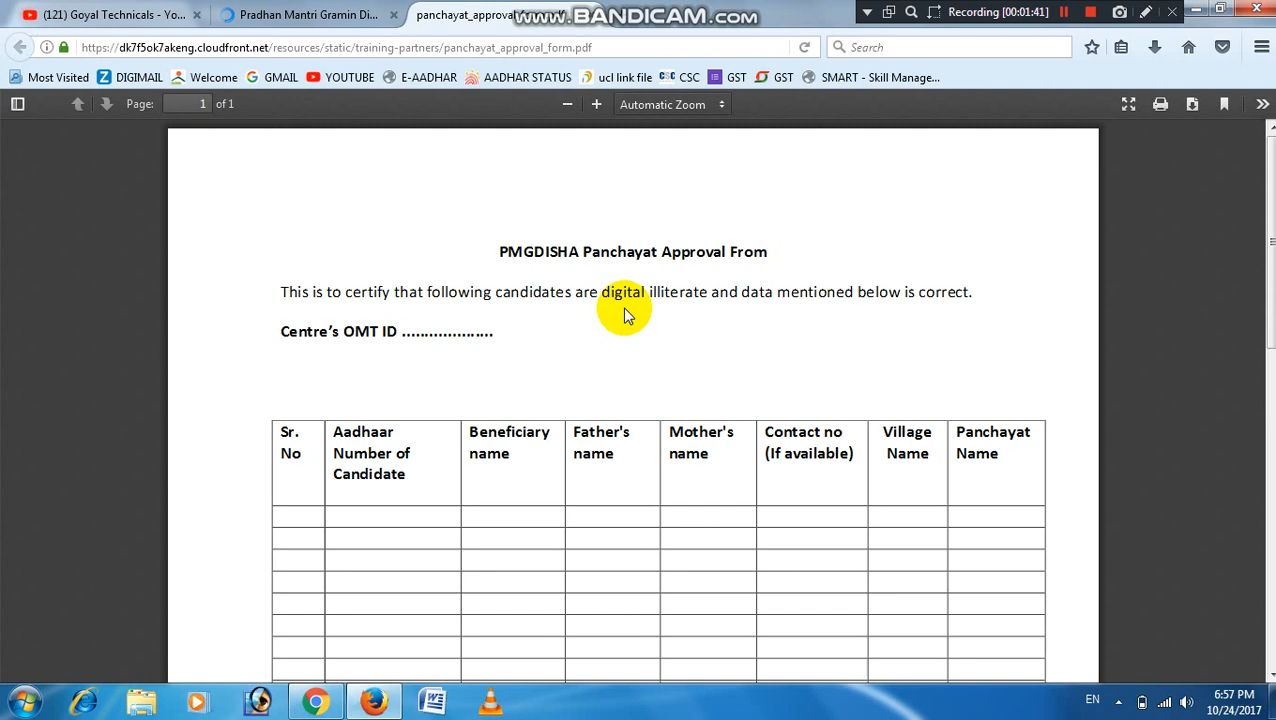 (121) Goyal Technicals - Yo...
Pradhan Mantri Gramin Di...
panchayat_approval_form.pdf
WWW.BANDICAM.COM
Recording [00:01:41]
https://dk7f5ok7akeng.cloudfront.net/resources/static/training-partners/panchayat_approval_form.pdf
Search
Most Visited
DIGIMAIL
Welcome
GMAIL
YOUTUBE
E-AADHAR
AADHAR STATUS
ucl link file
CSC
GST
GST
SMART - Skill Manage...
Page: 1 of 1
Automatic Zoom
PMGDISHA Panchayat Approval From
This is to certify that following candidates are digital illiterate and data mentioned below is correct.
Centre's OMT ID ....................
Sr. No
Aadhaar Number of Candidate
Beneficiary name
Father's name
Mother's name
Contact no (If available)
Village Name
Panchayat Name
EN
6:57 PM
10/24/2017